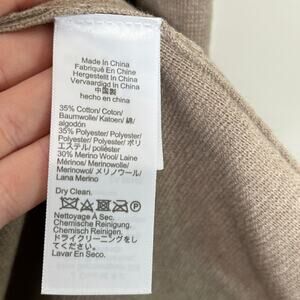 Made In China
Fabriqué En Chine
Hergestellt In China
Vervaardigd In China
中国製
hecho en china
35% Cotton/ Coton/
Baumwolle/ Katoen/ 綿/
algodón
35% Polyester/ Polyester/
Polyester/ Polyester/ ポリ
エステル/ poliéster
30% Merino Wool/ Laine
Mérinos/ Merinowolle/
Merinowol/ メリノウール/
Lana Merino
Dry Clean.
Nettoyage À Sec.
Chemische Reinigung.
Chemisch Reinigen.
ドライクリーニングをし
てください。
Lavar En Seco.